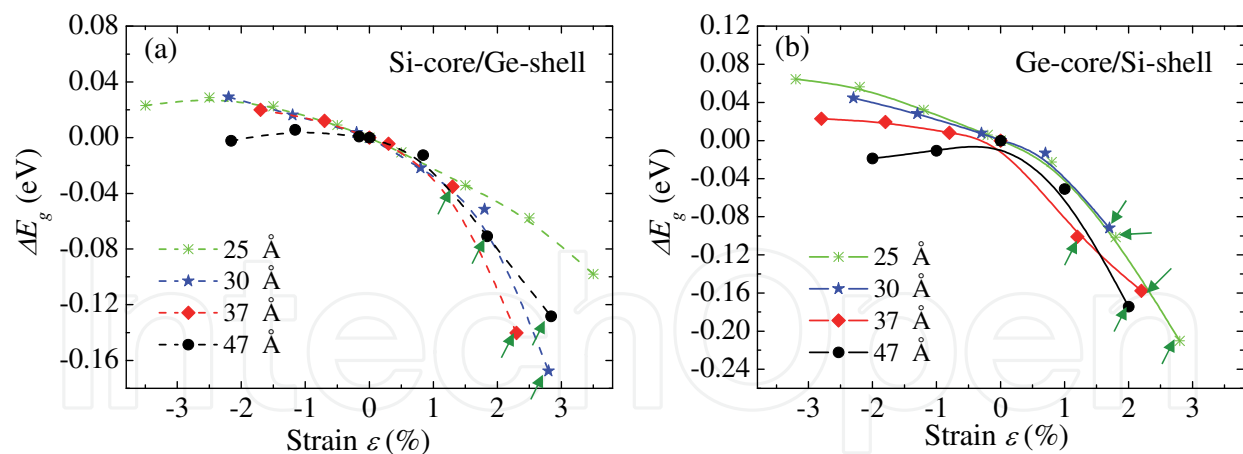 (a)
Si-core/Ge-shell
0.08
0.04
0.00
-0.04
-0.08
-0.12
-0.16
ΔE_g (eV)
25 Å
30 Å
37 Å
47 Å
-3 -2 -1 0 1 2 3
Strain ε (%)
(b)
Ge-core/Si-shell
0.12
0.08
0.04
0.00
-0.04
-0.08
-0.12
-0.16
-0.20
-0.24
ΔE_g (eV)
25 Å
30 Å
37 Å
47 Å
-3 -2 -1 0 1 2 3
Strain ε (%)
IntechOpen